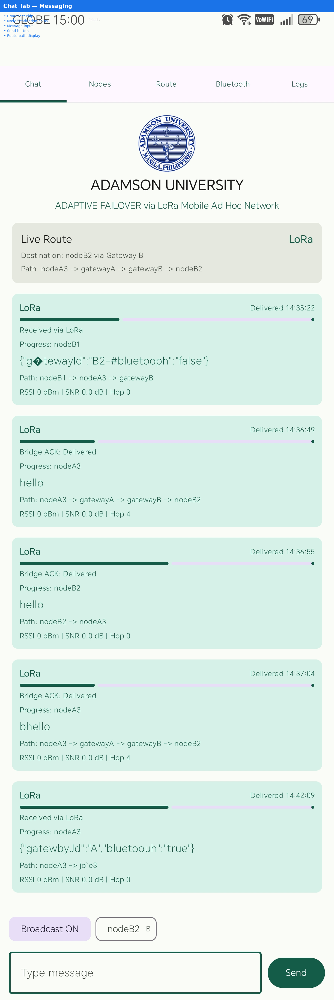 Chat Tab — Messaging
• Broadcast chip
• Node destination chips
• Message input
• Send button
• Route path display
GLOBE 15:00
VoWiFi
69
Chat
Nodes
Route
Bluetooth
Logs
ADAMSON UNIVERSITY
MANILA, PHILIPPINES
ADAMSON UNIVERSITY
ADAPTIVE FAILOVER via LoRa Mobile Ad Hoc Network
Live Route
LoRa
Destination: nodeB2 via Gateway B
Path: nodeA3 -> gatewayA -> gatewayB -> nodeB2
LoRa
Delivered 14:35:22
Received via LoRa
Progress: nodeB1
{"g�tewayId":"B2-#bluetooph":"false"}
Path: nodeB1 -> nodeA3 -> gatewayB
RSSI 0 dBm | SNR 0.0 dB | Hop 0
LoRa
Delivered 14:36:49
Bridge ACK: Delivered
Progress: nodeA3
hello
Path: nodeA3 -> gatewayA -> gatewayB -> nodeB2
RSSI 0 dBm | SNR 0.0 dB | Hop 4
LoRa
Delivered 14:36:55
Bridge ACK: Delivered
Progress: nodeB2
hello
Path: nodeB2 -> nodeA3
RSSI 0 dBm | SNR 0.0 dB | Hop 0
LoRa
Delivered 14:37:04
Bridge ACK: Delivered
Progress: nodeA3
bhello
Path: nodeA3 -> gatewayA -> gatewayB -> nodeB2
RSSI 0 dBm | SNR 0.0 dB | Hop 4
LoRa
Delivered 14:42:09
Received via LoRa
Progress: nodeA3
{"gatewbyJd":"A","bluetoouh":"true"}
Path: nodeA3 -> jo`e3
RSSI 0 dBm | SNR 0.0 dB | Hop 0
Broadcast ON
nodeB2 B
Type message
Send